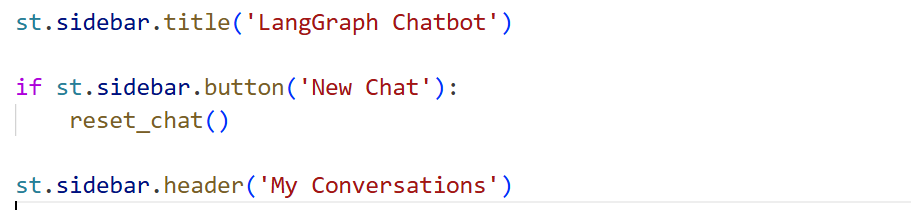 st.sidebar.title('LangGraph Chatbot')
if st.sidebar.button('New Chat'):
    reset_chat()
st.sidebar.header('My Conversations')